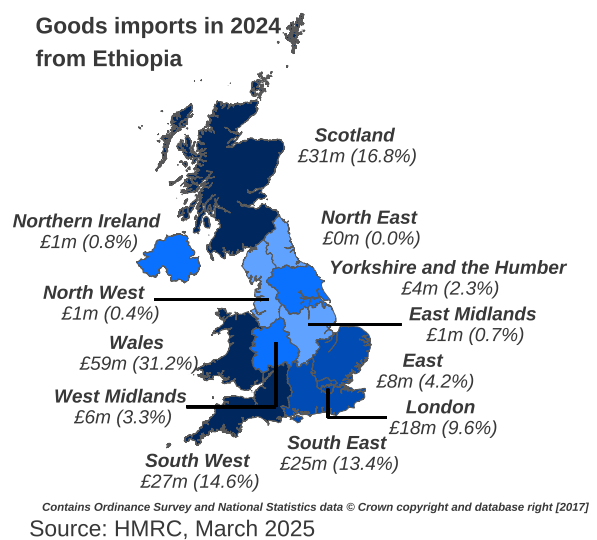 Goods imports in 2024
from Ethiopia
Scotland
£31m (16.8%)
Northern Ireland
£1m (0.8%)
North East
£0m (0.0%)
Yorkshire and the Humber
£4m (2.3%)
North West
£1m (0.4%)
East Midlands
£1m (0.7%)
Wales
£59m (31.2%)
East
£8m (4.2%)
West Midlands
£6m (3.3%)
London
£18m (9.6%)
South East
£25m (13.4%)
South West
£27m (14.6%)
Contains Ordinance Survey and National Statistics data © Crown copyright and database right [2017]
Source: HMRC, March 2025